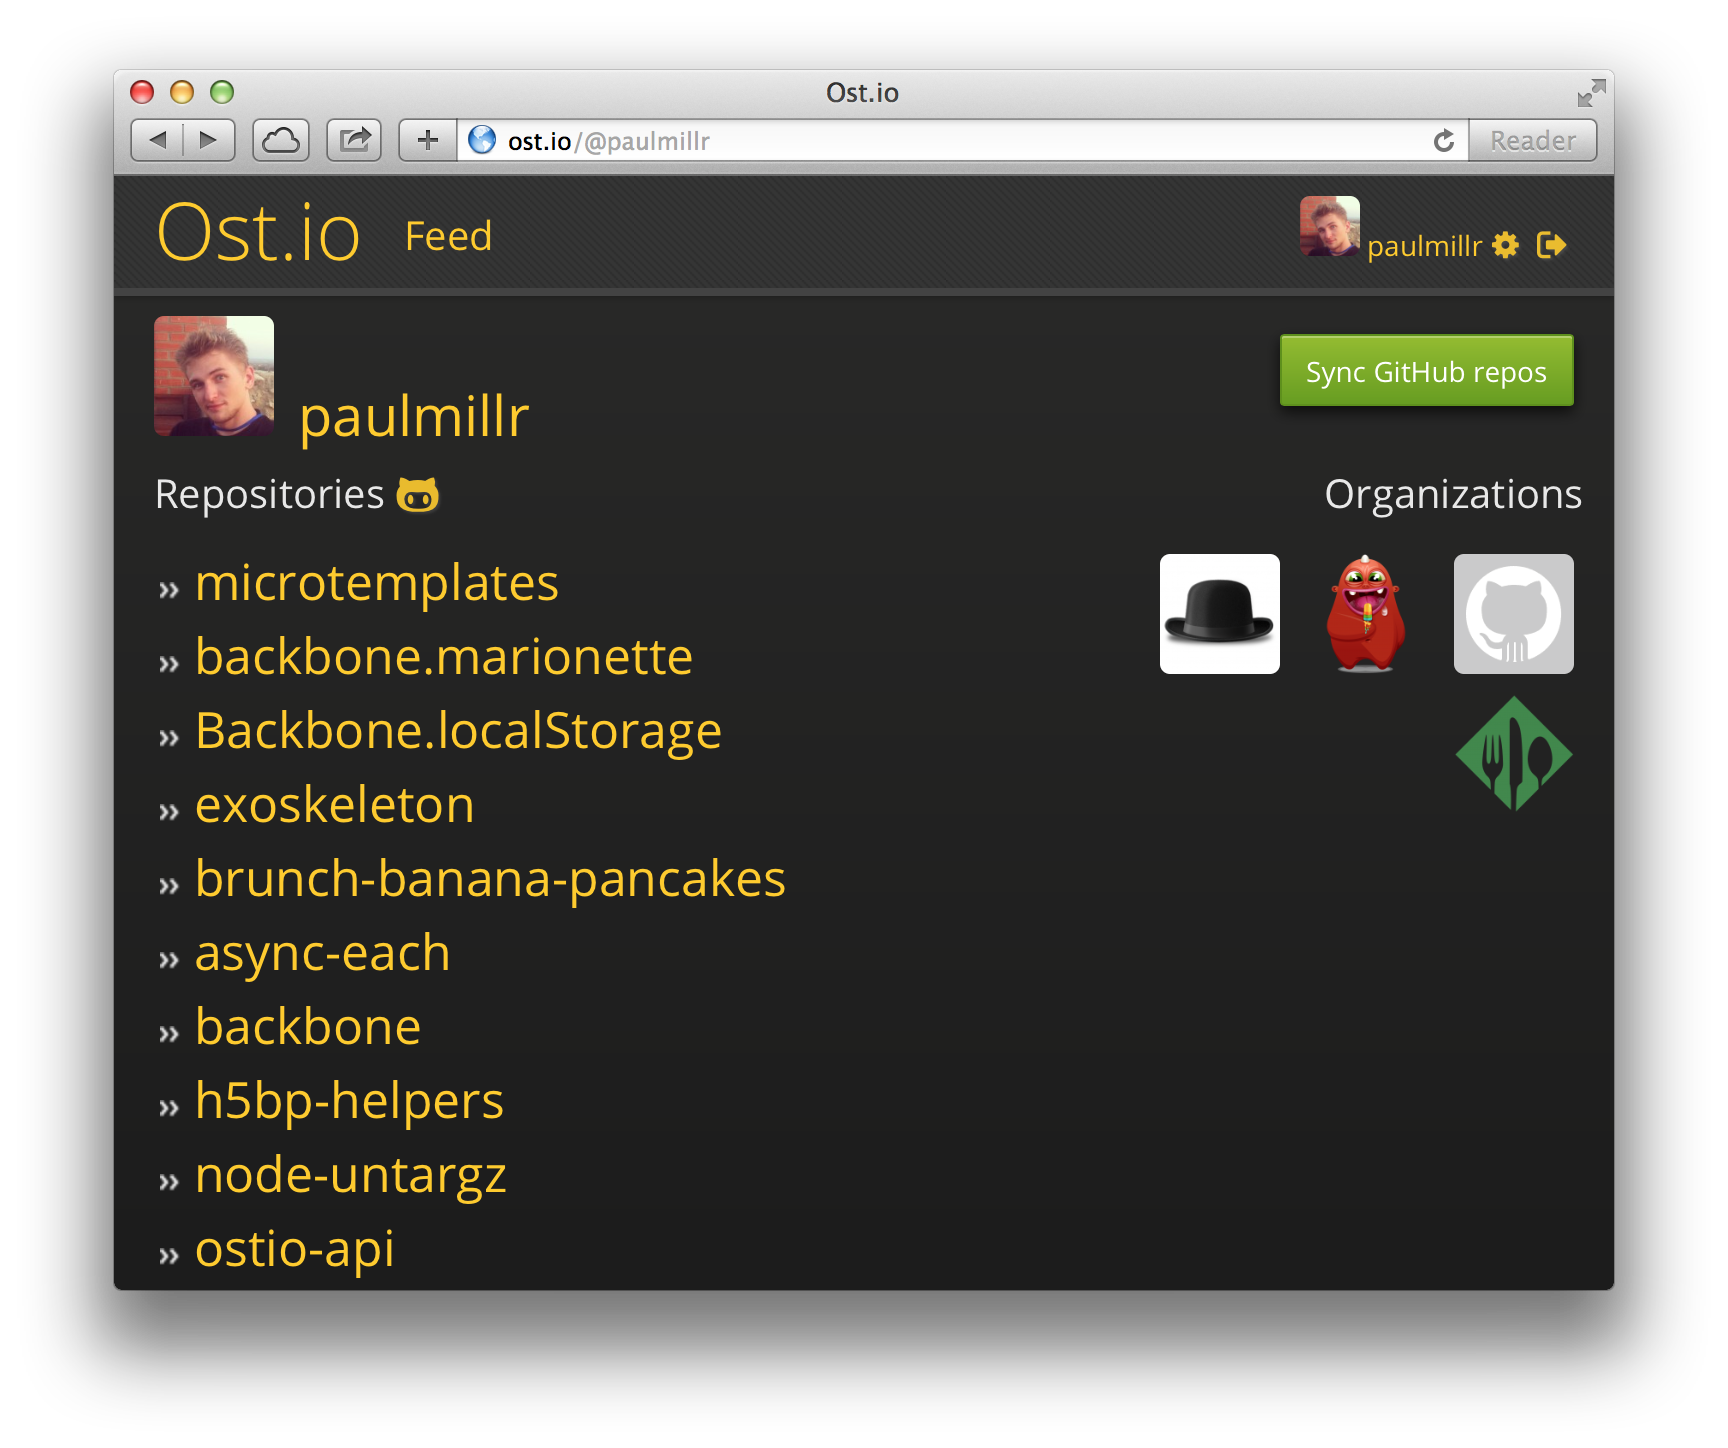 Ost.io
ost.io/@paulmillr
Reader
Ost.io Feed
paulmillr
paulmillr
Sync GitHub repos
Repositories
Organizations
» microtemplates
» backbone.marionette
» Backbone.localStorage
» exoskeleton
» brunch-banana-pancakes
» async-each
» backbone
» h5bp-helpers
» node-untargz
» ostio-api